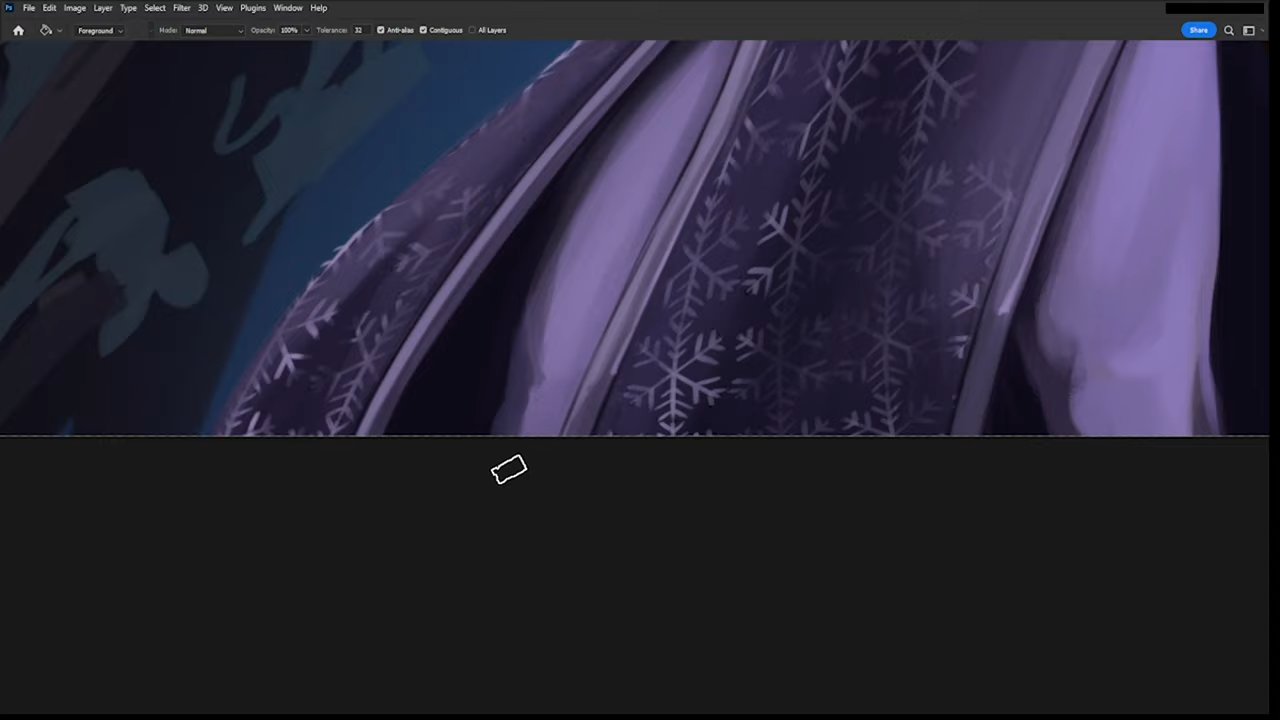 Ps File Edit Image Layer Type Select Filter 3D View Plugins Window Help
Foreground Mode: Normal Opacity: 100% Tolerance: 32 Anti-alias Contiguous All Layers Share